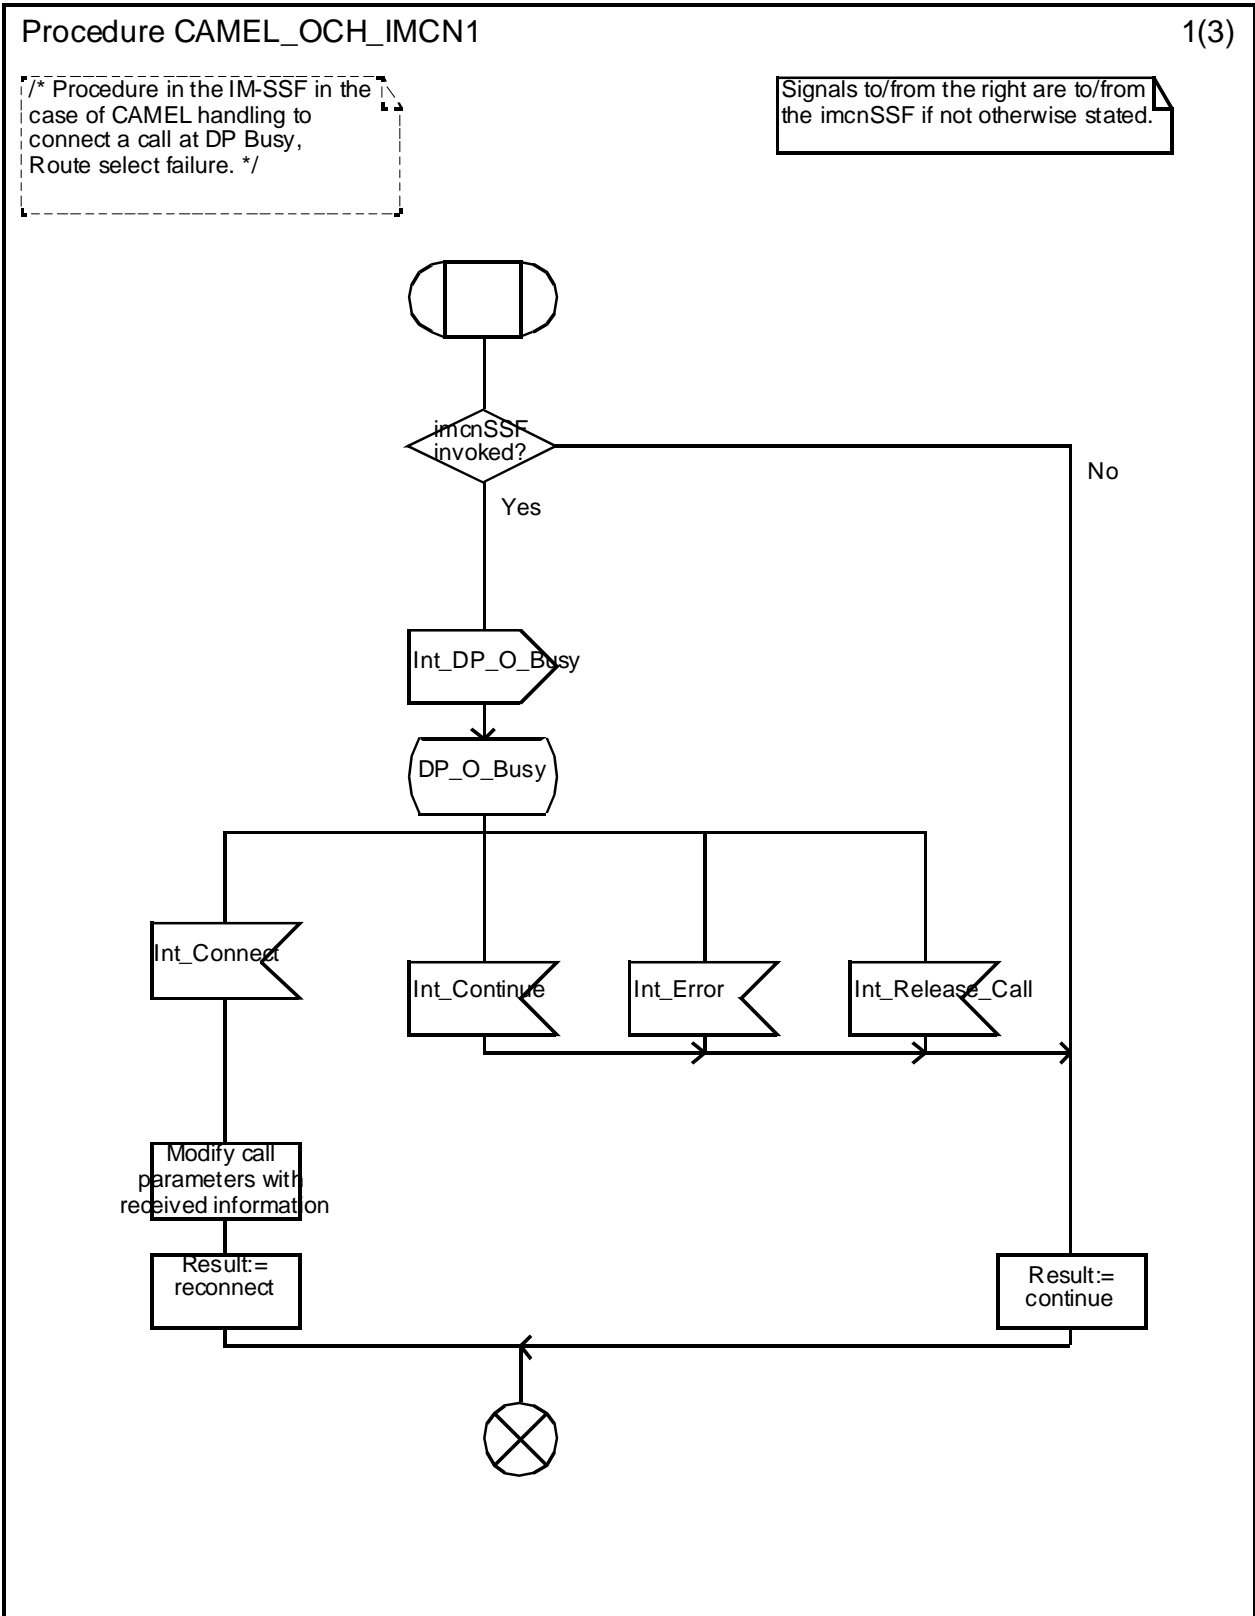 Procedure CAMEL_OCH_IMCN1
1(3)
/* Procedure in the IM-SSF in the
case of CAMEL handling to
connect a call at DP Busy,
Route select failure. */
Signals to/from the right are to/from
the imcnSSF if not otherwise stated.
imcnSSF
invoked?
No
Yes
Int_DP_O_Busy
DP_O_Busy
Int_Connect
Int_Continue
Int_Error
Int_Release_Call
Modify call
parameters with
received information
Result:=
reconnect
Result:=
continue